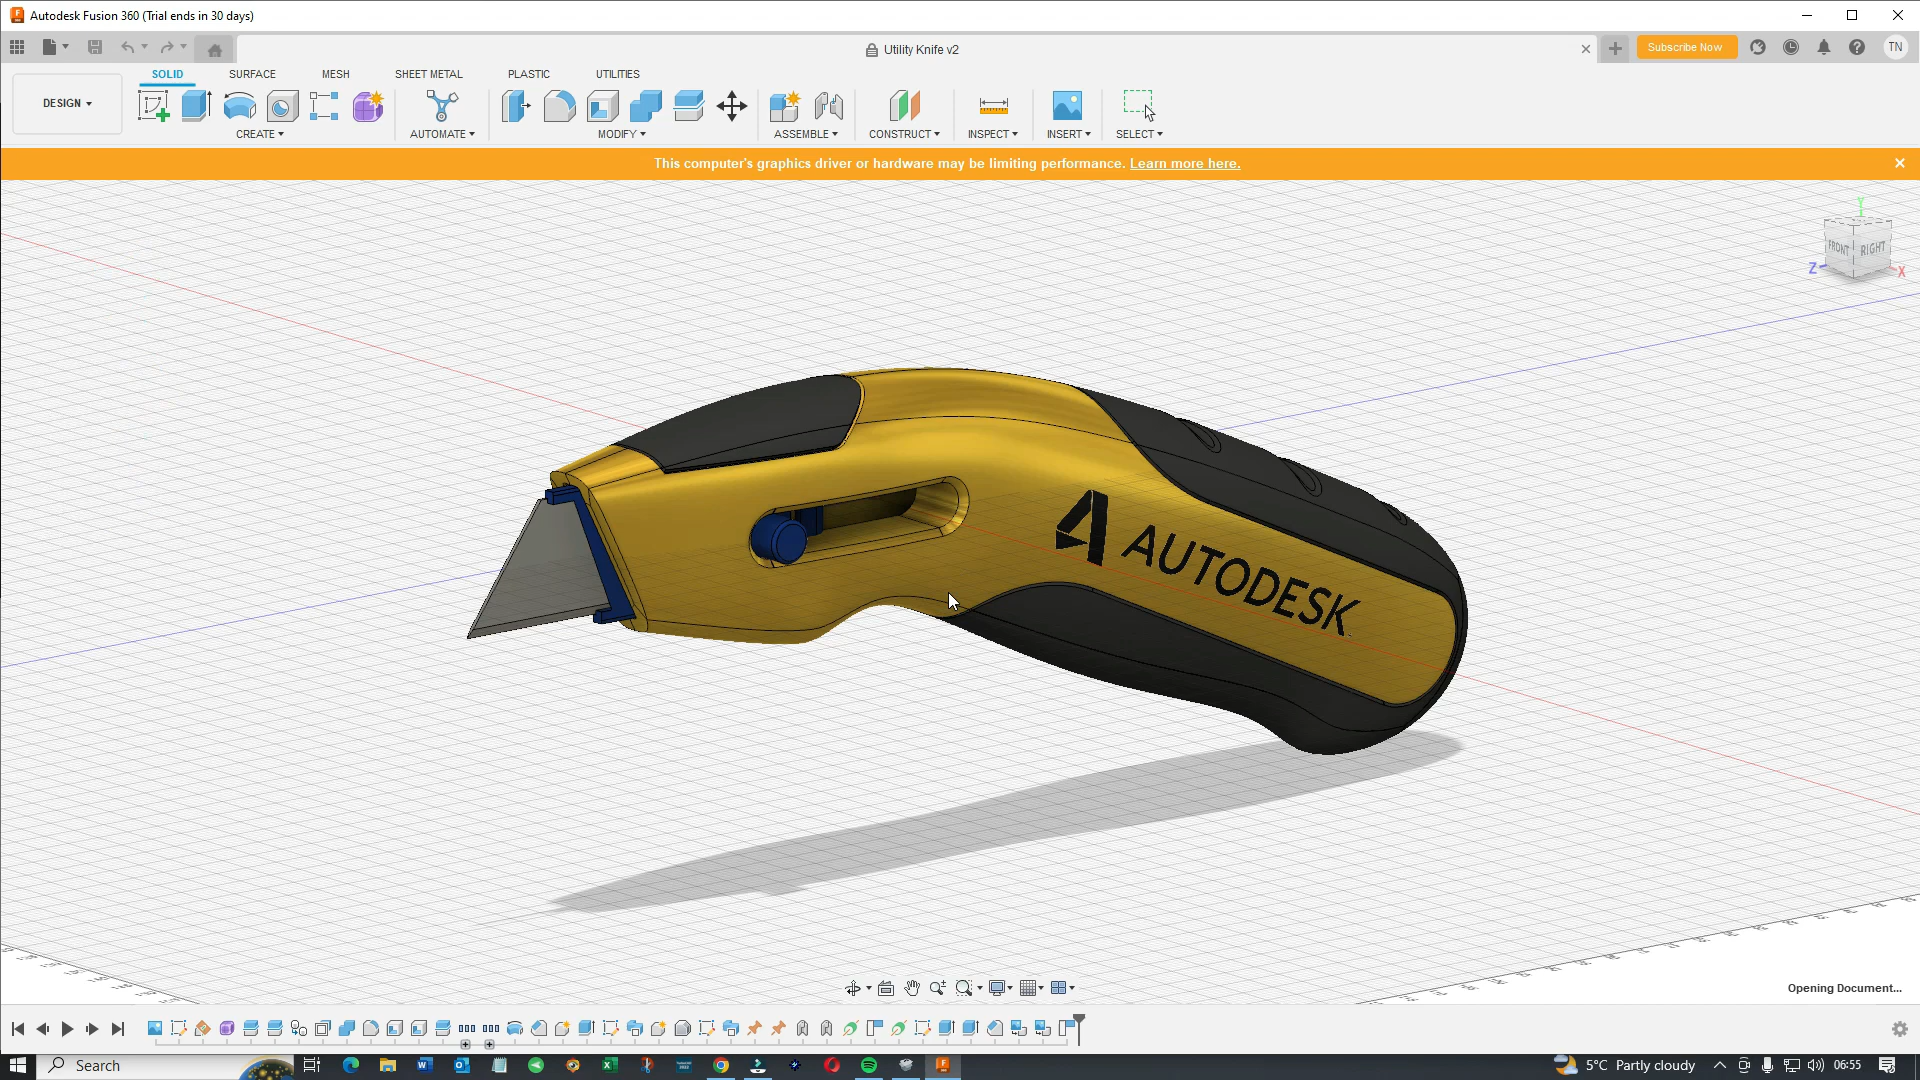 Autodesk Fusion 360 (Trial ends in 30 days)
Utility Knife v2
Subscribe Now
TN
DESIGN
SOLID
SURFACE
MESH
SHEET METAL
PLASTIC
UTILITIES
CREATE
AUTOMATE
MODIFY
ASSEMBLE
CONSTRUCT
INSPECT
INSERT
SELECT
This computer's graphics driver or hardware may be limiting performance. Learn more here.
Y
FRONT
RIGHT
Z
X
AUTODESK
Opening Document...
Search
5°C Partly cloudy
06:55